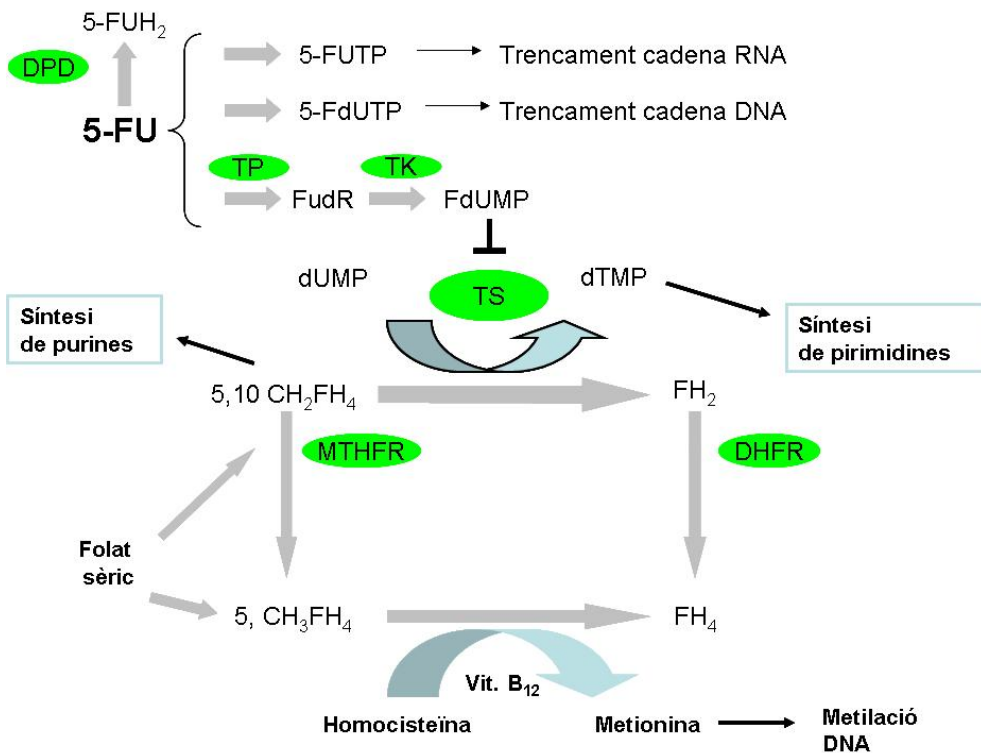 5-FUH₂
DPD
5-FU
5-FUTP
Trencament cadena RNA
5-FdUTP
Trencament cadena DNA
TP
TK
FudR
FdUMP
dUMP
TS
dTMP
Síntesi
de purines
Síntesi
de pirimidines
5,10 CH₂FH₄
FH₂
MTHFR
DHFR
Folat
sèric
5, CH₃FH₄
FH₄
Vit. B₁₂
Homocisteïna
Metionina
Metilació
DNA